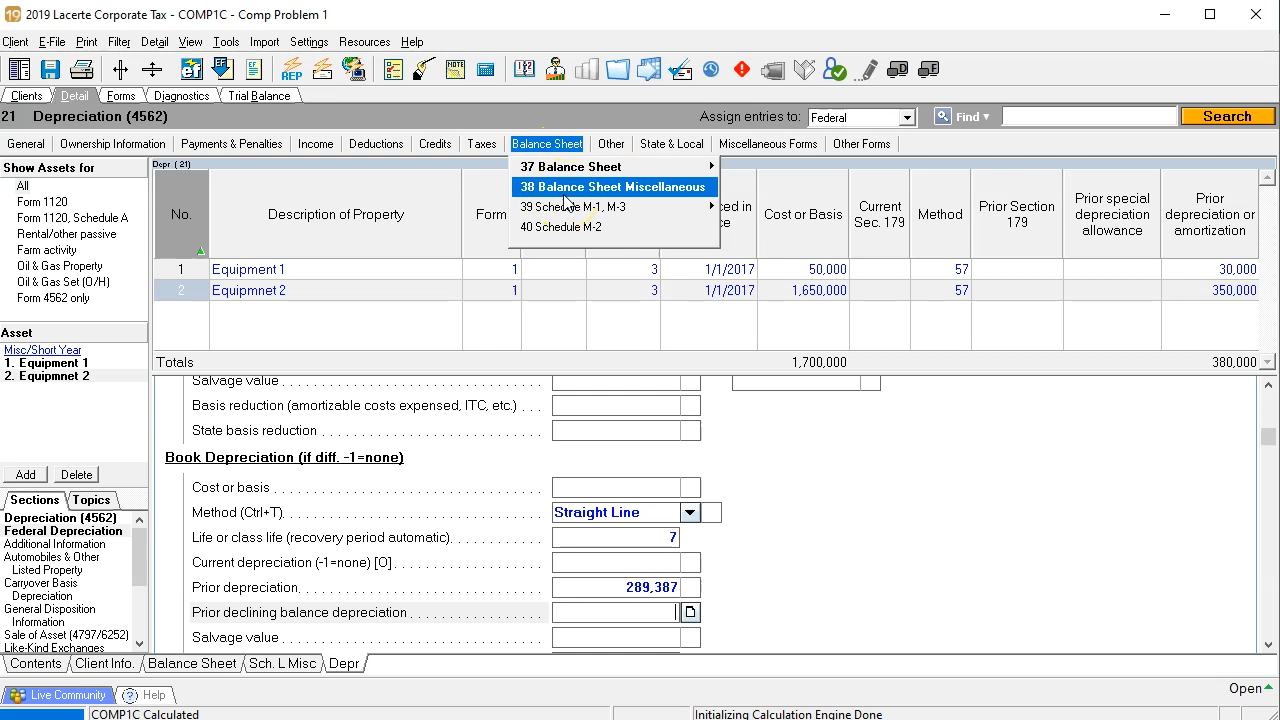 19 2019 Lacerte Corporate Tax - COMP1C - Comp Problem 1
Client E-File Print Filter Detail View Tools Import Settings Resources Help
Clients Detail Forms Diagnostics Trial Balance
21 Depreciation (4562) Assign entries to: Federal Find Search
General Ownership Information Payments & Penalties Income Deductions Credits Taxes Balance Sheet Other State & Local Miscellaneous Forms Other Forms
37 Balance Sheet
38 Balance Sheet Miscellaneous
39 Schedule M-1, M-3
40 Schedule M-2
Show Assets for
All
Form 1120
Form 1120, Schedule A
Rental/other passive
Farm activity
Oil & Gas Property
Oil & Gas Set (O/H)
Form 4562 only
Asset
Misc/Short Year
1. Equipment 1
2. Equipmnet 2
Add Delete
Sections Topics
Depreciation (4562)
Federal Depreciation
Additional Information
Automobiles & Other
Listed Property
Carryover Basis
Depreciation
General Disposition
Information
Sale of Asset (4797/6252)
Like-Kind Exchanges
Depr (21)
No. Description of Property Form Cost or Basis Current Sec. 179 Method Prior Section 179 Prior special depreciation allowance Prior depreciation or amortization
1 Equipment 1 1 3 1/1/2017 50,000 57 30,000
2 Equipmnet 2 1 3 1/1/2017 1,650,000 57 350,000
Totals 1,700,000 380,000
Salvage value
Basis reduction (amortizable costs expensed, ITC, etc.)
State basis reduction
Book Depreciation (if diff. -1=none)
Cost or basis
Method (Ctrl+T) Straight Line
Life or class life (recovery period automatic) 7
Current depreciation (-1=none) [O]
Prior depreciation 289,387
Prior declining balance depreciation
Salvage value
Contents Client Info. Balance Sheet Sch. L Misc Depr
Live Community Help Open
COMP1C Calculated Initializing Calculation Engine Done